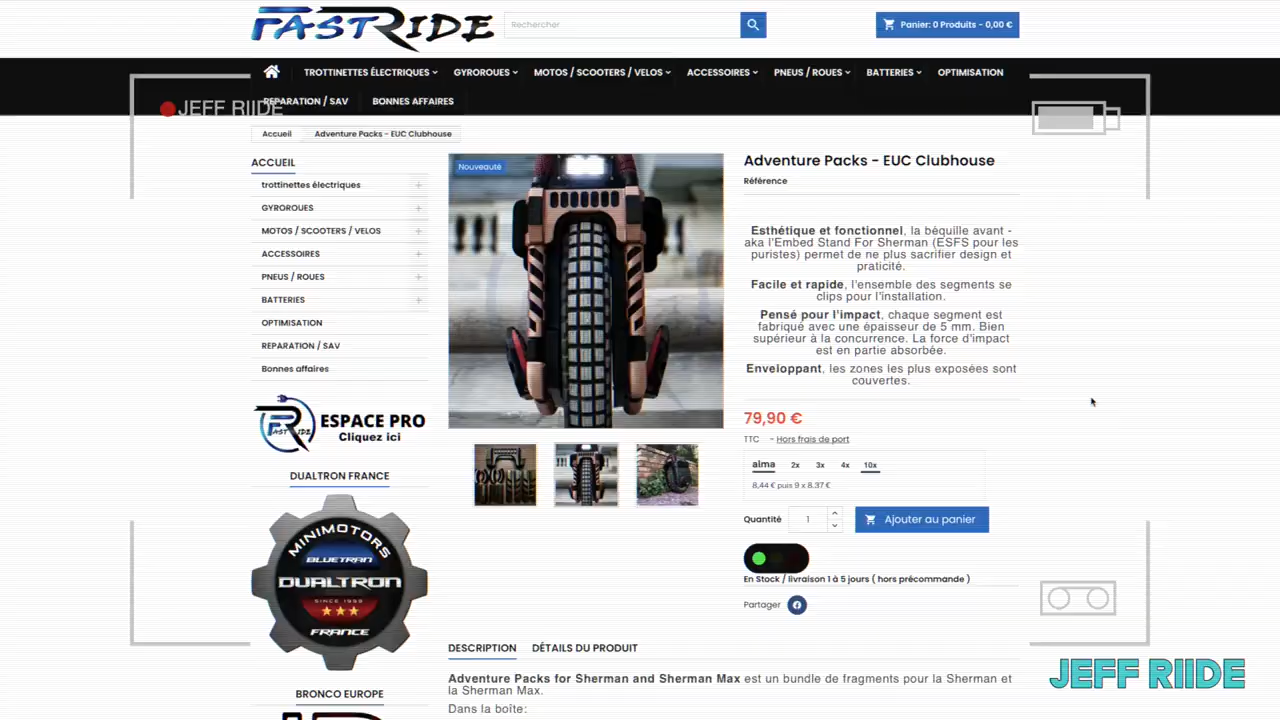 FASTRIDE
Rechercher
Panier: 0 Produits - 0,00 €
TROTTINETTES ÉLECTRIQUES
GYROROUES
MOTOS / SCOOTERS / VELOS
ACCESSOIRES
PNEUS / ROUES
BATTERIES
OPTIMISATION
REPARATION / SAV
BONNES AFFAIRES
JEFF RIIDE
Accueil
Adventure Packs - EUC Clubhouse
ACCUEIL
trottinettes électriques
GYROROUES
MOTOS / SCOOTERS / VELOS
ACCESSOIRES
PNEUS / ROUES
BATTERIES
OPTIMISATION
REPARATION / SAV
Bonnes affaires
FAST RIDE
ESPACE PRO
Cliquez ici
DUALTRON FRANCE
MINIMOTORS
BLUETRAN
DUALTRON
SINCE 1999
FRANCE
BRONCO EUROPE
Nouveauté
Adventure Packs - EUC Clubhouse
Référence
Esthétique et fonctionnel, la béquille avant -
aka l'Embed Stand For Sherman (ESFS pour les
puristes) permet de ne plus sacrifier design et
praticité.
Facile et rapide, l'ensemble des segments se
clips pour l'installation.
Pensé pour l'impact, chaque segment est
fabriqué avec une épaisseur de 5 mm. Bien
supérieur à la concurrence. La force d'impact
est en partie absorbée.
Enveloppant, les zones les plus exposées sont
couvertes.
79,90 €
TTC - Hors frais de port
alma 2x 3x 4x 10x
8,44 € puis 9 x 8,37 €
Quantité 1 Ajouter au panier
En Stock / livraison 1 à 5 jours ( hors précommande )
Partager
DESCRIPTION
DÉTAILS DU PRODUIT
Adventure Packs for Sherman and Sherman Max est un bundle de fragments pour la Sherman et
la Sherman Max.
Dans la boîte:
JEFF RIIDE